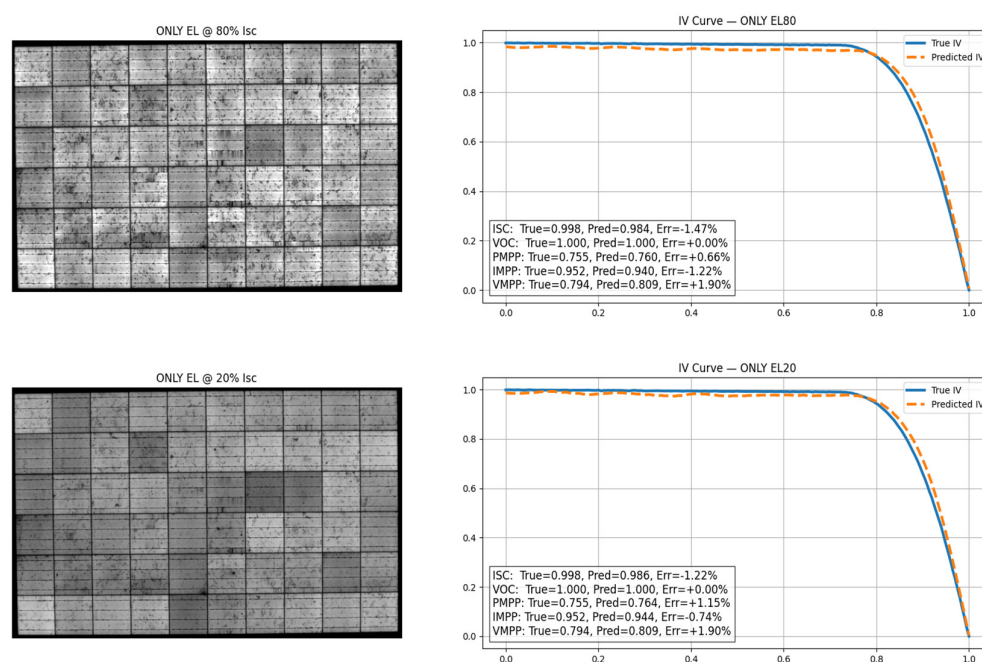 ONLY EL @ 80% Isc
IV Curve — ONLY EL80
True IV
Predicted IV
1.0
0.8
0.6
0.4
0.2
0.0
ISC: True=0.998, Pred=0.984, Err=-1.47%
VOC: True=1.000, Pred=1.000, Err=+0.00%
PMPP: True=0.755, Pred=0.760, Err=+0.66%
IMPP: True=0.952, Pred=0.940, Err=-1.22%
VMPP: True=0.794, Pred=0.809, Err=+1.90%
0.0 0.2 0.4 0.6 0.8 1.0
ONLY EL @ 20% Isc
IV Curve — ONLY EL20
True IV
Predicted IV
1.0
0.8
0.6
0.4
0.2
0.0
ISC: True=0.998, Pred=0.986, Err=-1.22%
VOC: True=1.000, Pred=1.000, Err=+0.00%
PMPP: True=0.755, Pred=0.764, Err=+1.15%
IMPP: True=0.952, Pred=0.944, Err=-0.74%
VMPP: True=0.794, Pred=0.809, Err=+1.90%
0.0 0.2 0.4 0.6 0.8 1.0